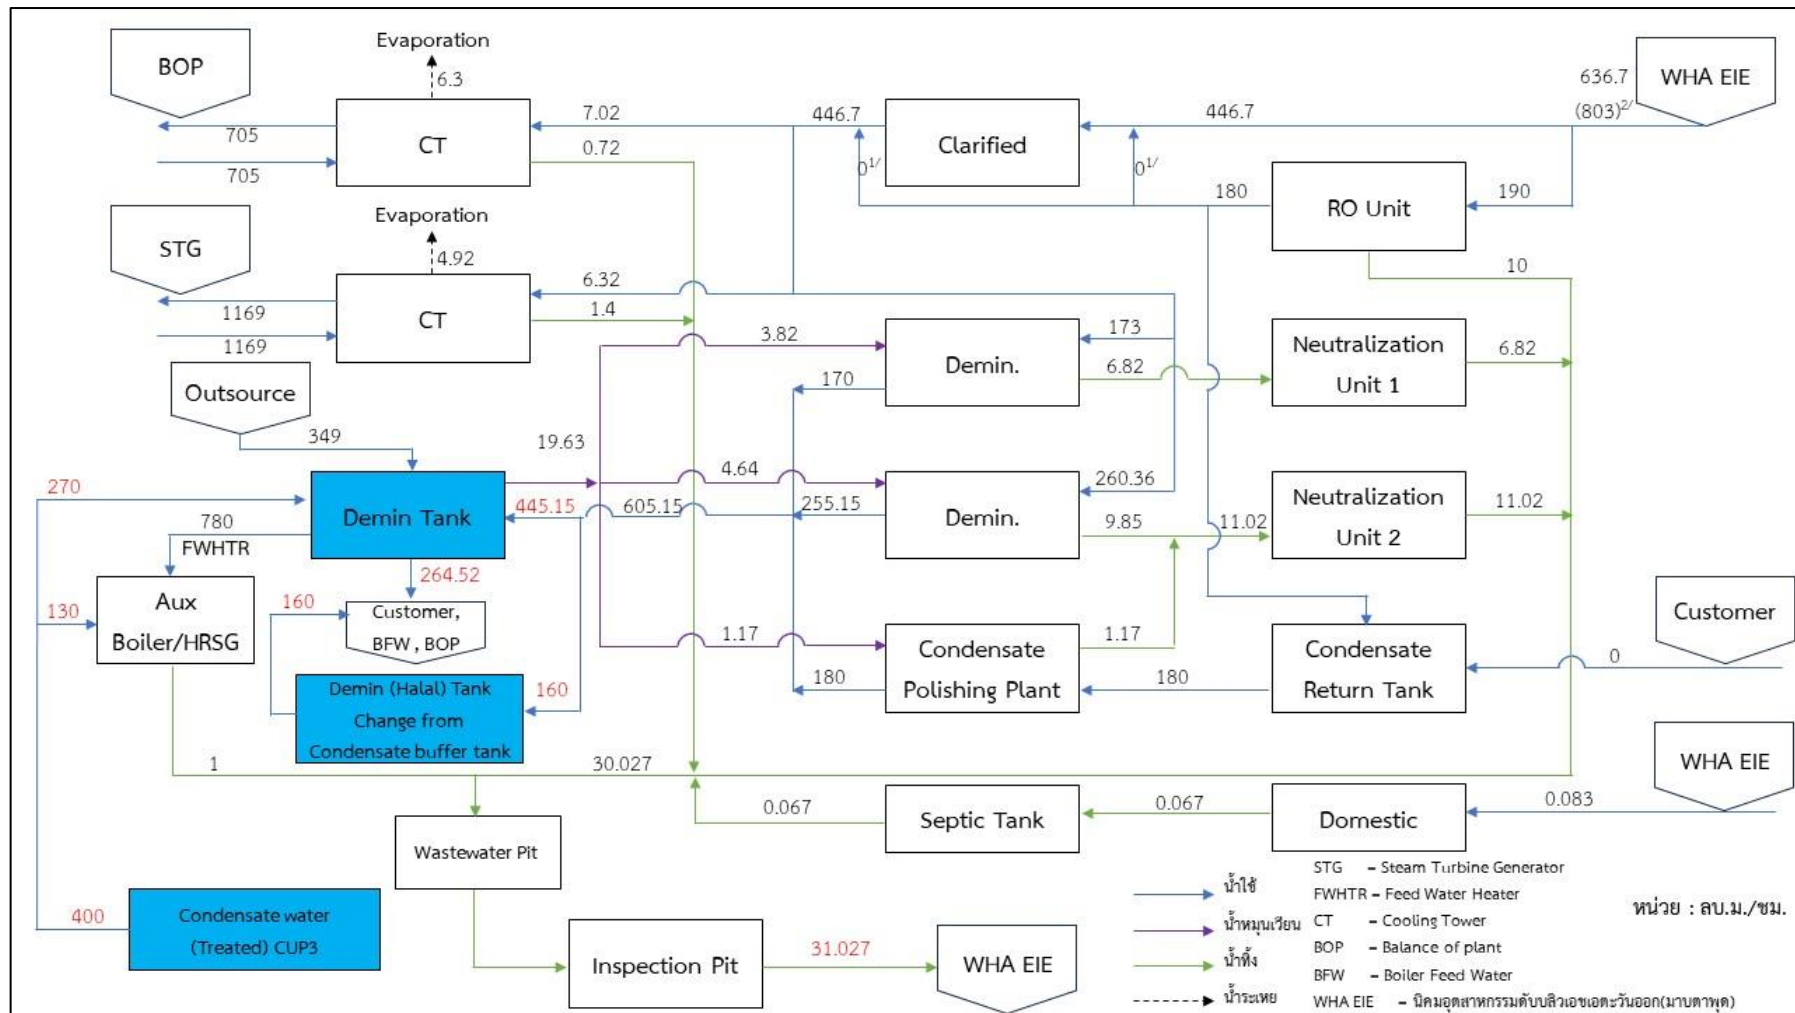 Evaporation
BOP
6.3
636.7
WHA EIE
7.02
446.7
446.7
(803)2/
705
CT
Clarified
0.72
705
01/
01/
180
190
RO Unit
Evaporation
STG
4.92
6.32
10
1169
1.4
CT
1169
3.82
173
Neutralization
Unit 1
6.82
Demin.
170
6.82
Outsource
349
19.63
4.64
260.36
Neutralization
Unit 2
11.02
270
445.15
605.15
255.15
Demin.
Demin Tank
780
9.85
11.02
FWHTR
264.52
Aux
Boiler/HRSG
130
160
Customer,
BFW , BOP
Customer
1.17
1.17
Condensate
Polishing Plant
Condensate
Return Tank
0
180
180
Demin (Halal) Tank
Change from
Condensate buffer tank
160
1
30.027
WHA EIE
0.067
0.067
0.083
Septic Tank
Domestic
Wastewater Pit
STG – Steam Turbine Generator
น้ำใช้
FWHTR – Feed Water Heater
หน่วย : ลบ.ม./ชม.
400
Condensate water
(Treated) CUP3
น้ำหมุนเวียน
CT – Cooling Tower
BOP – Balance of plant
Inspection Pit
31.027
WHA EIE
น้ำทิ้ง
BFW – Boiler Feed Water
น้ำระเหย
WHA EIE – นิคมอุตสาหกรรมดับบลิวเอชเอตะวันออก(มาบตาพุด)